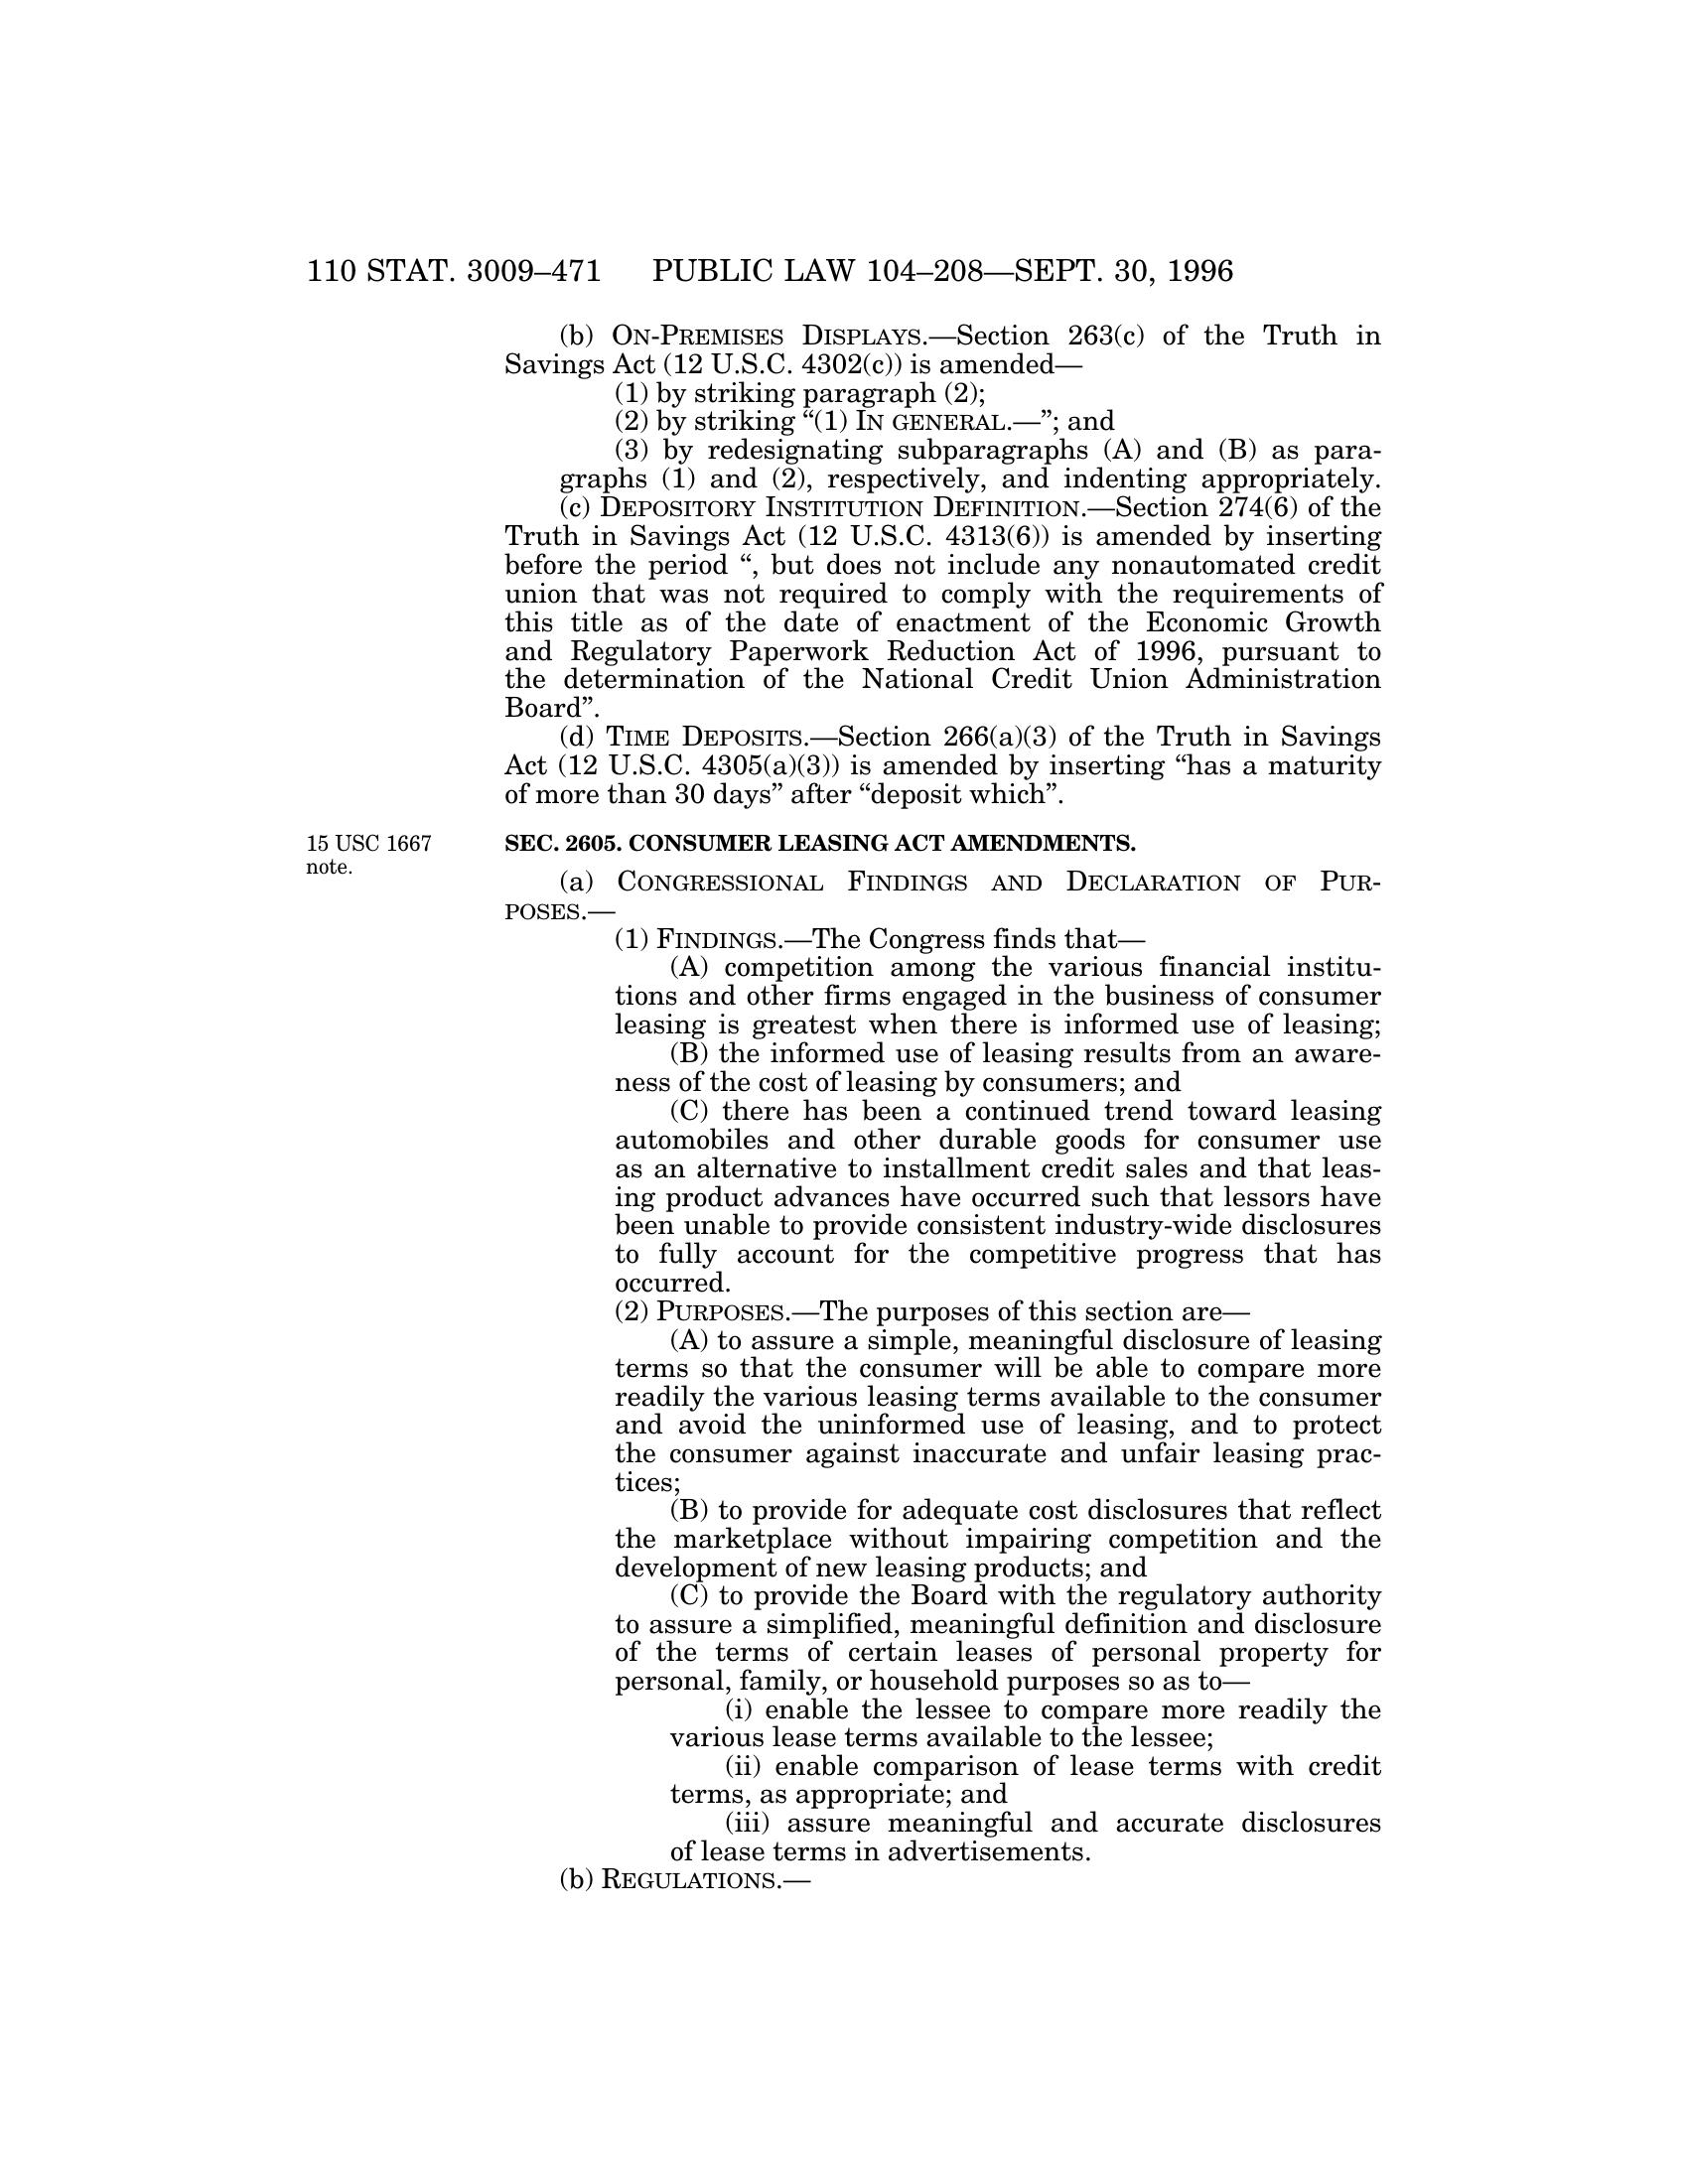 110 STAT. 3009–471 PUBLIC LAW 104–208—SEPT. 30, 1996
(b) ON-PREMISES DISPLAYS.—Section 263(c) of the Truth in
Savings Act (12 U.S.C. 4302(c)) is amended—
(1) by striking paragraph (2);
(2) by striking “(1) IN GENERAL.—”; and
(3) by redesignating subparagraphs (A) and (B) as para-
graphs (1) and (2), respectively, and indenting appropriately.
(c) DEPOSITORY INSTITUTION DEFINITION.—Section 274(6) of the
Truth in Savings Act (12 U.S.C. 4313(6)) is amended by inserting
before the period “, but does not include any nonautomated credit
union that was not required to comply with the requirements of
this title as of the date of enactment of the Economic Growth
and Regulatory Paperwork Reduction Act of 1996, pursuant to
the determination of the National Credit Union Administration
Board”.
(d) TIME DEPOSITS.—Section 266(a)(3) of the Truth in Savings
Act (12 U.S.C. 4305(a)(3)) is amended by inserting “has a maturity
of more than 30 days” after “deposit which”.
15 USC 1667
note.
SEC. 2605. CONSUMER LEASING ACT AMENDMENTS.
(a) CONGRESSIONAL FINDINGS AND DECLARATION OF PUR-
POSES.—
(1) FINDINGS.—The Congress finds that—
(A) competition among the various financial institu-
tions and other firms engaged in the business of consumer
leasing is greatest when there is informed use of leasing;
(B) the informed use of leasing results from an aware-
ness of the cost of leasing by consumers; and
(C) there has been a continued trend toward leasing
automobiles and other durable goods for consumer use
as an alternative to installment credit sales and that leas-
ing product advances have occurred such that lessors have
been unable to provide consistent industry-wide disclosures
to fully account for the competitive progress that has
occurred.
(2) PURPOSES.—The purposes of this section are—
(A) to assure a simple, meaningful disclosure of leasing
terms so that the consumer will be able to compare more
readily the various leasing terms available to the consumer
and avoid the uninformed use of leasing, and to protect
the consumer against inaccurate and unfair leasing prac-
tices;
(B) to provide for adequate cost disclosures that reflect
the marketplace without impairing competition and the
development of new leasing products; and
(C) to provide the Board with the regulatory authority
to assure a simplified, meaningful definition and disclosure
of the terms of certain leases of personal property for
personal, family, or household purposes so as to—
(i) enable the lessee to compare more readily the
various lease terms available to the lessee;
(ii) enable comparison of lease terms with credit
terms, as appropriate; and
(iii) assure meaningful and accurate disclosures
of lease terms in advertisements.
(b) REGULATIONS.—